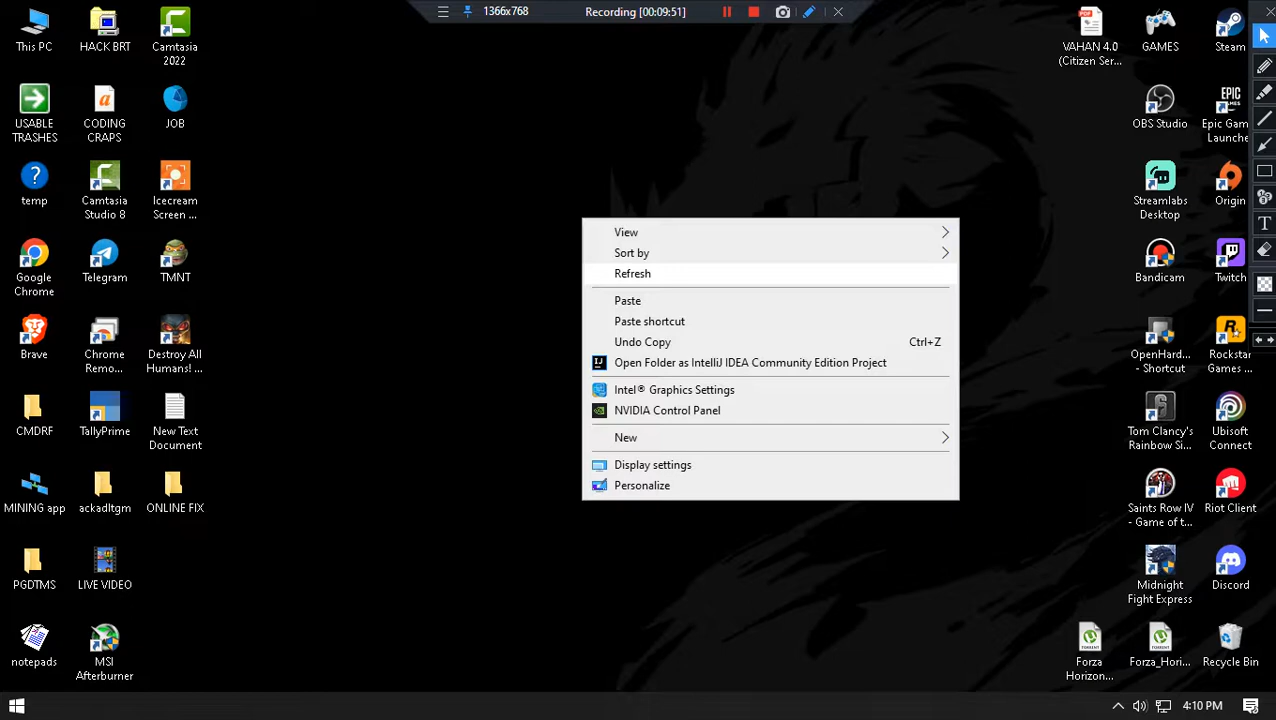 1366x768
Recording [00:09:51]
This PC
HACK BRT
Camtasia
2022
USABLE
TRASHES
CODING
CRAPS
JOB
temp
Camtasia
Studio 8
Icecream
Screen ...
Google
Chrome
Telegram
TMNT
Brave
Chrome
Remo...
Destroy All
Humans! ...
CMDRF
TallyPrime
New Text
Document
MINING app
ackadltgm
ONLINE FIX
PGDTMS
LIVE VIDEO
notepads
MSI
Afterburner
View
Sort by
Refresh
Paste
Paste shortcut
Undo Copy Ctrl+Z
Open Folder as IntelliJ IDEA Community Edition Project
Intel® Graphics Settings
NVIDIA Control Panel
New
Display settings
Personalize
VAHAN 4.0
(Citizen Ser...
GAMES
Steam
OBS Studio
EPIC
GAMES
Epic Gam
Launche
Streamlabs
Desktop
Origin
Bandicam
Twitch
OpenHard...
- Shortcut
Rockstar
Games ...
Tom Clancy's
Rainbow Si...
Ubisoft
Connect
Saints Row IV
- Game of t...
Riot Client
Midnight
Fight Express
Discord
Forza
Horizon...
Forza_Hori...
Recycle Bin
4:10 PM